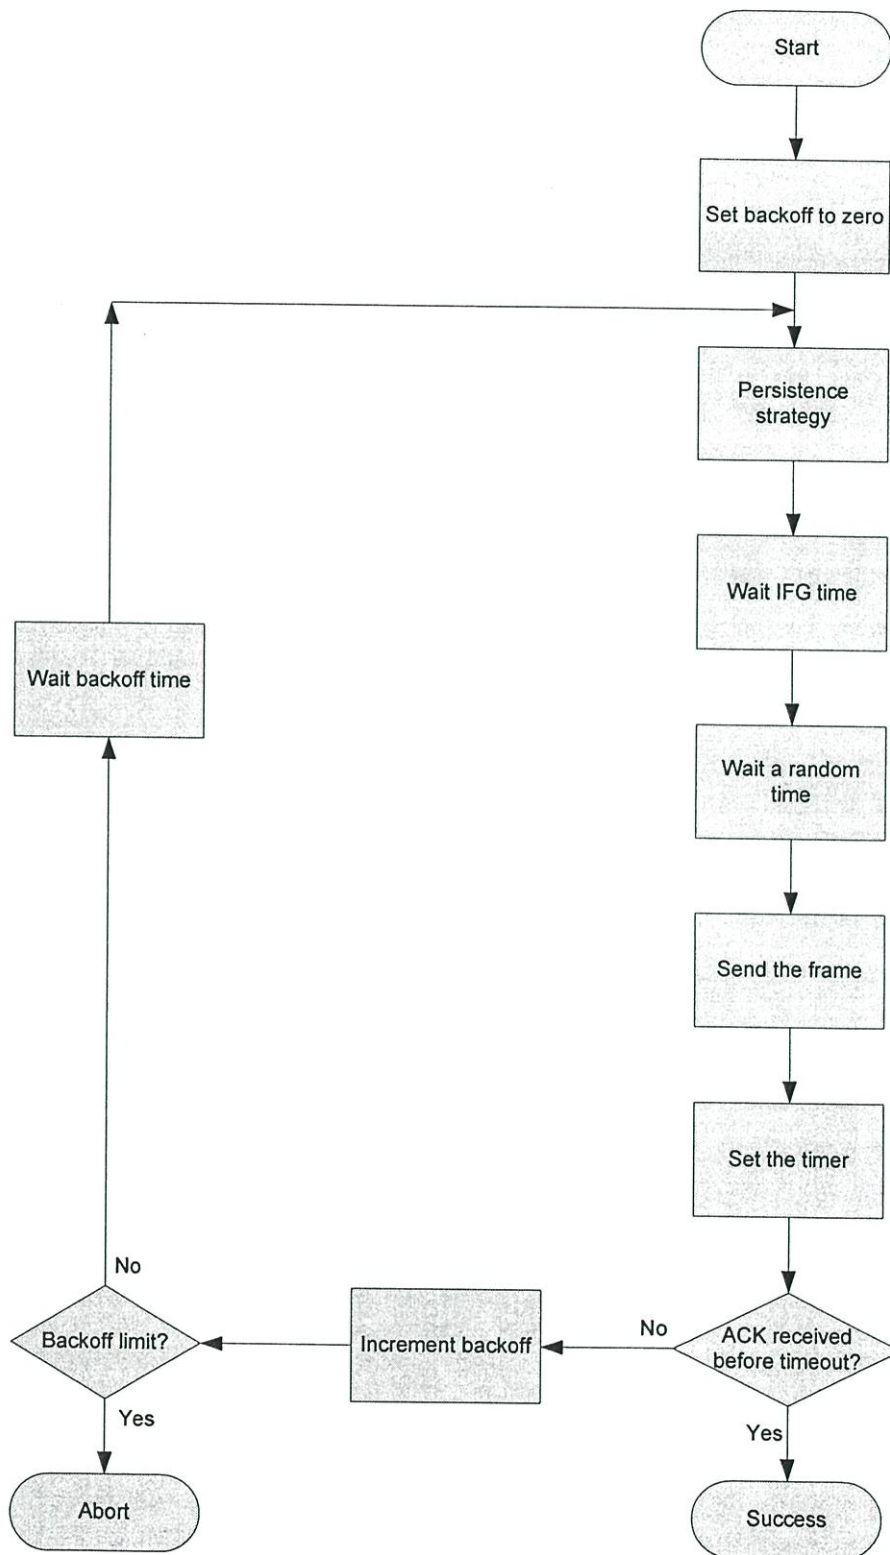 Start
Set backoff to zero
Persistence
strategy
Wait IFG time
Wait backoff time
Wait a random
time
Send the frame
Set the timer
No
Backoff limit?
Increment backoff
No
ACK received
before timeout?
Yes
Yes
Abort
Success